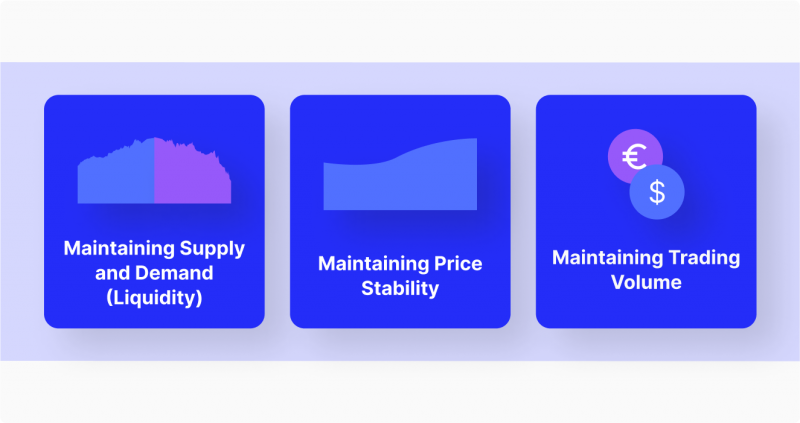 Maintaining Supply
and Demand
(Liquidity)
Maintaining Price
Stability
€
$
Maintaining Trading
Volume